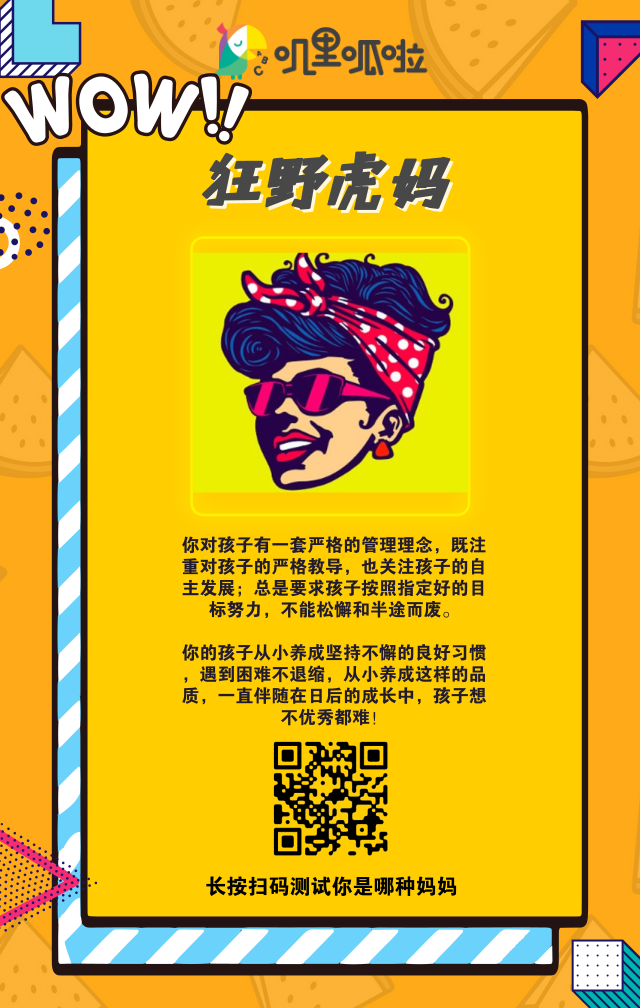 ABC 叽里呱啦
WOW!!
狂野虎妈
你对孩子有一套严格的管理理念，既注
重对孩子的严格教导，也关注孩子的自
主发展；总是要求孩子按照指定好的目
标努力，不能松懈和半途而废。
你的孩子从小养成坚持不懈的良好习惯
，遇到困难不退缩，从小养成这样的品
质，一直伴随在日后的成长中，孩子想
不优秀都难！
长按扫码测试你是哪种妈妈